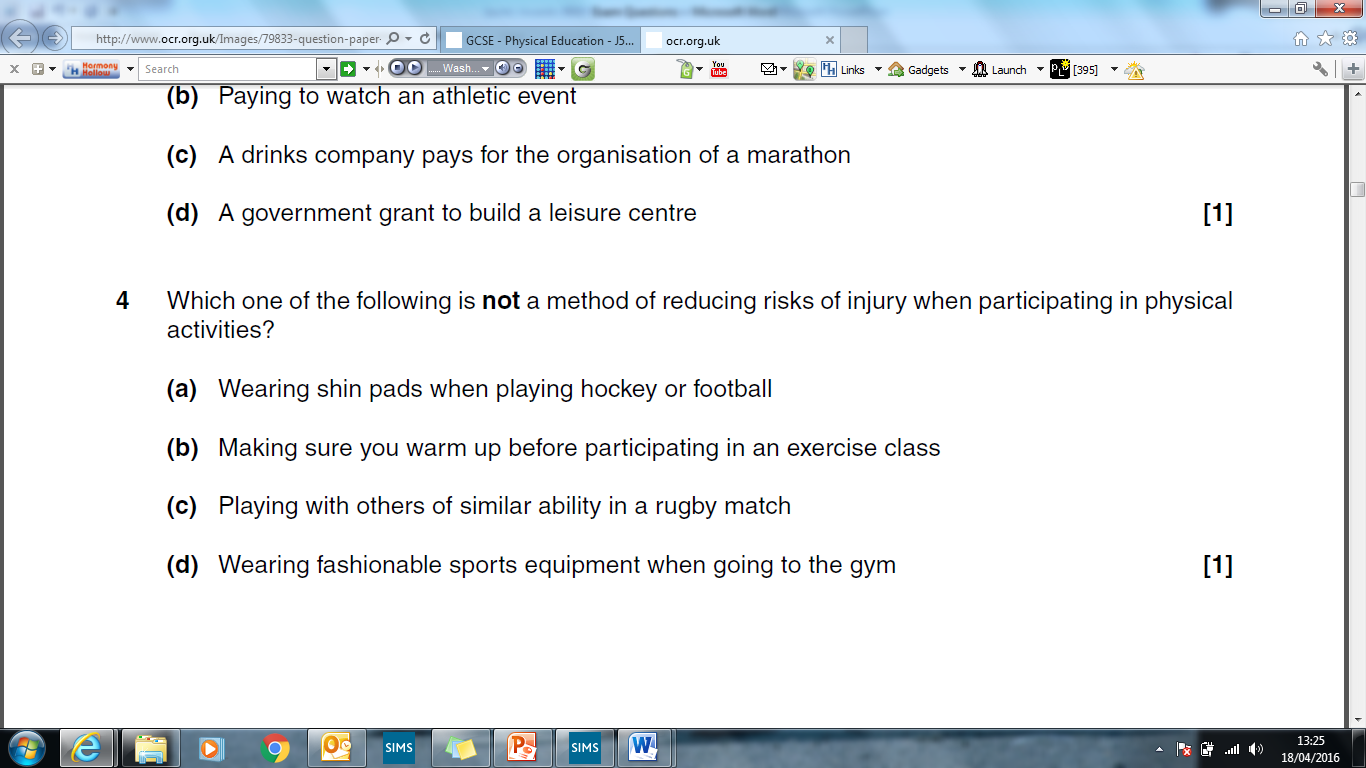 http://www.ocr.org.uk/Images/79833-question-paper-
GCSE - Physical Education - J5...
ocr.org.uk
x
Harmony Hollow
Search
..... Wash...
You Tube
Links
Gadgets
Launch
[395]
(b) Paying to watch an athletic event
(c) A drinks company pays for the organisation of a marathon
(d) A government grant to build a leisure centre [1]
4 Which one of the following is not a method of reducing risks of injury when participating in physical
activities?
(a) Wearing shin pads when playing hockey or football
(b) Making sure you warm up before participating in an exercise class
(c) Playing with others of similar ability in a rugby match
(d) Wearing fashionable sports equipment when going to the gym [1]
SIMS
SIMS
13:25
18/04/2016